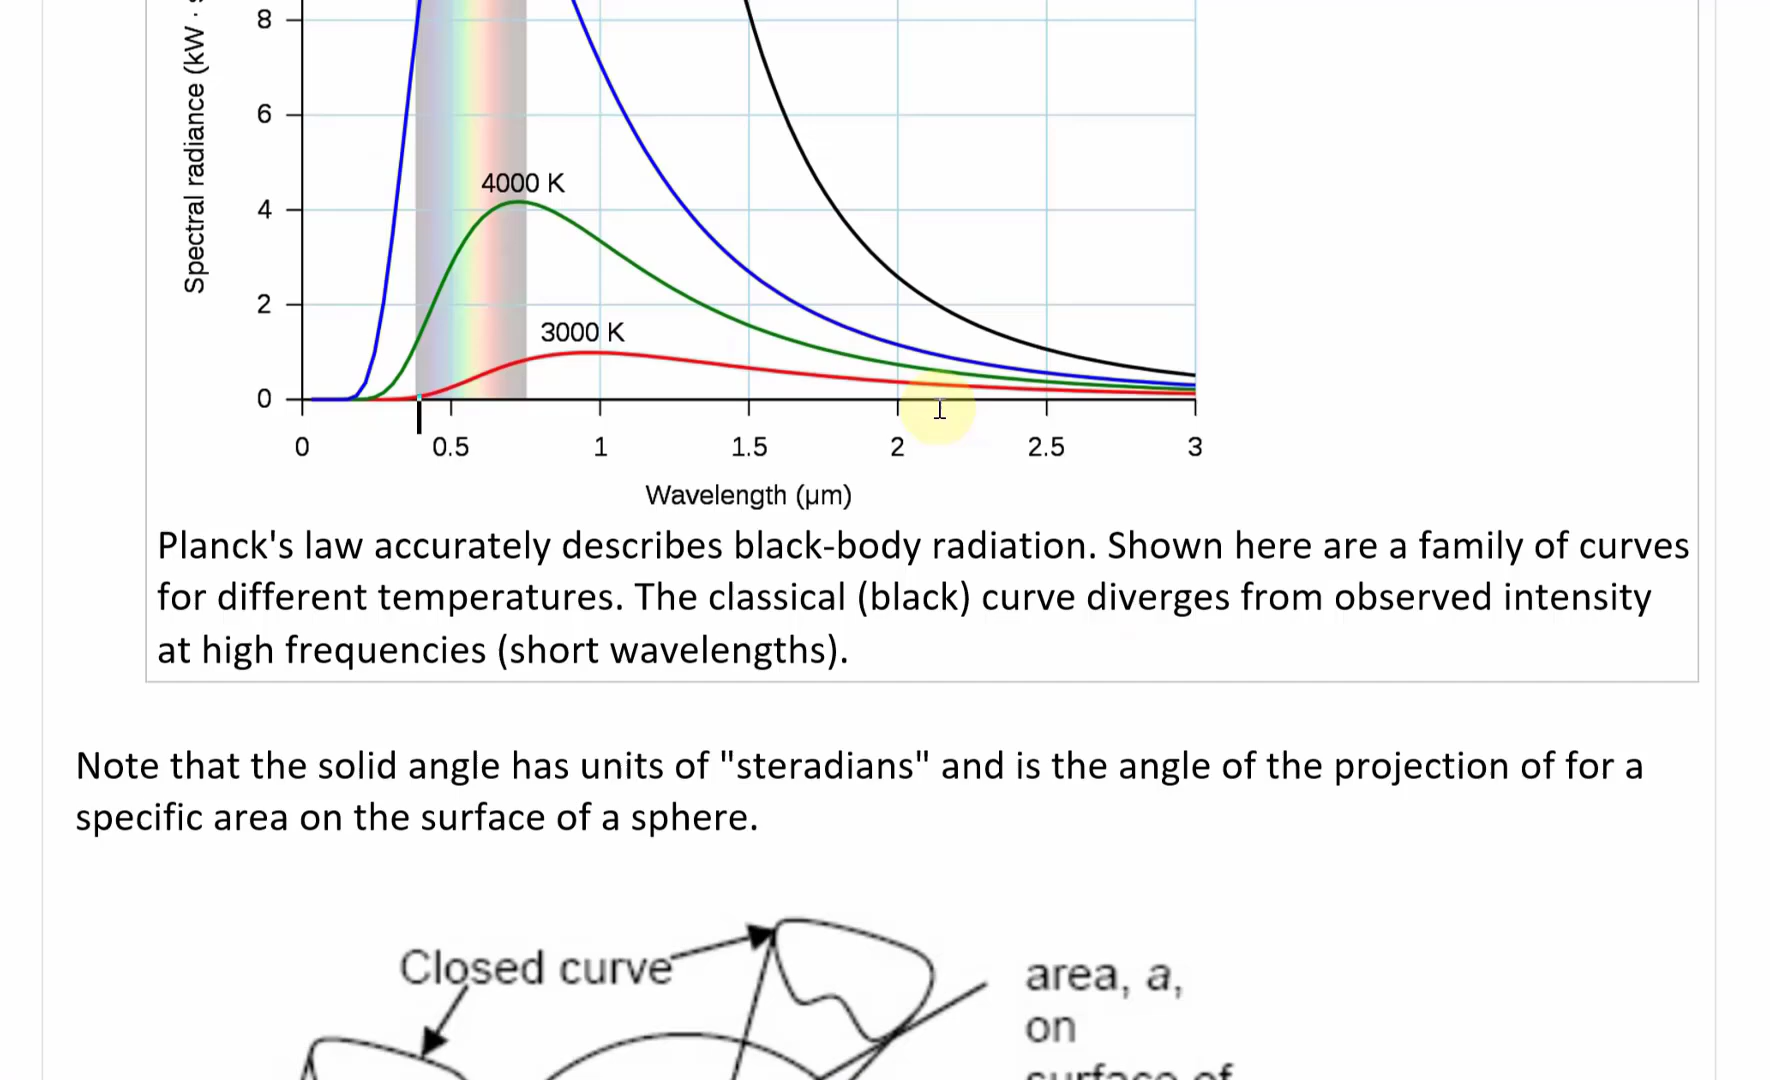 Spectral radiance (kW ·
8
6
4
2
0
4000 K
3000 K
0 0.5 1 1.5 2 2.5 3
Wavelength (µm)
Planck's law accurately describes black-body radiation. Shown here are a family of curves
for different temperatures. The classical (black) curve diverges from observed intensity
at high frequencies (short wavelengths).
Note that the solid angle has units of "steradians" and is the angle of the projection of for a
specific area on the surface of a sphere.
Closed curve
area, a,
on
surface of